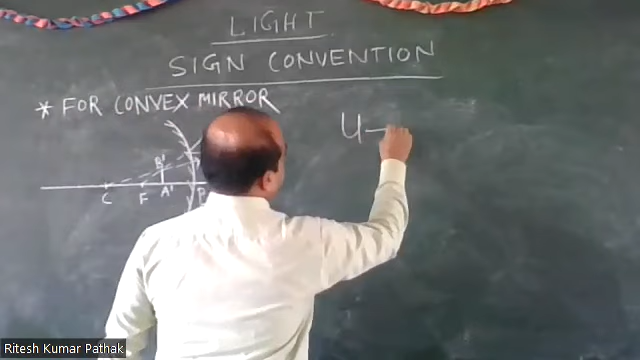 LIGHT
SIGN CONVENTION
* FOR CONVEX MIRROR
u –
B'
C F A' P
Ritesh Kumar Pathak